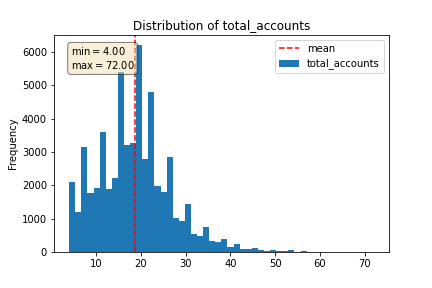 Distribution of total_accounts
min = 4.00
max = 72.00
mean
total_accounts
Frequency
6000
5000
4000
3000
2000
1000
0
10 20 30 40 50 60 70